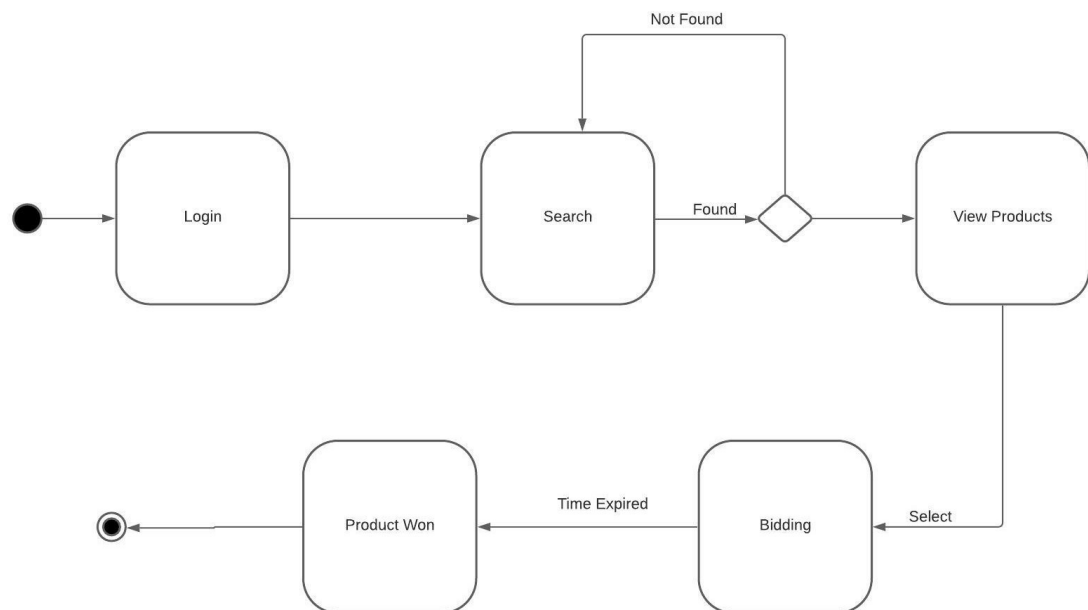 Not Found
Login
Search
Found
View Products
Product Won
Time Expired
Bidding
Select